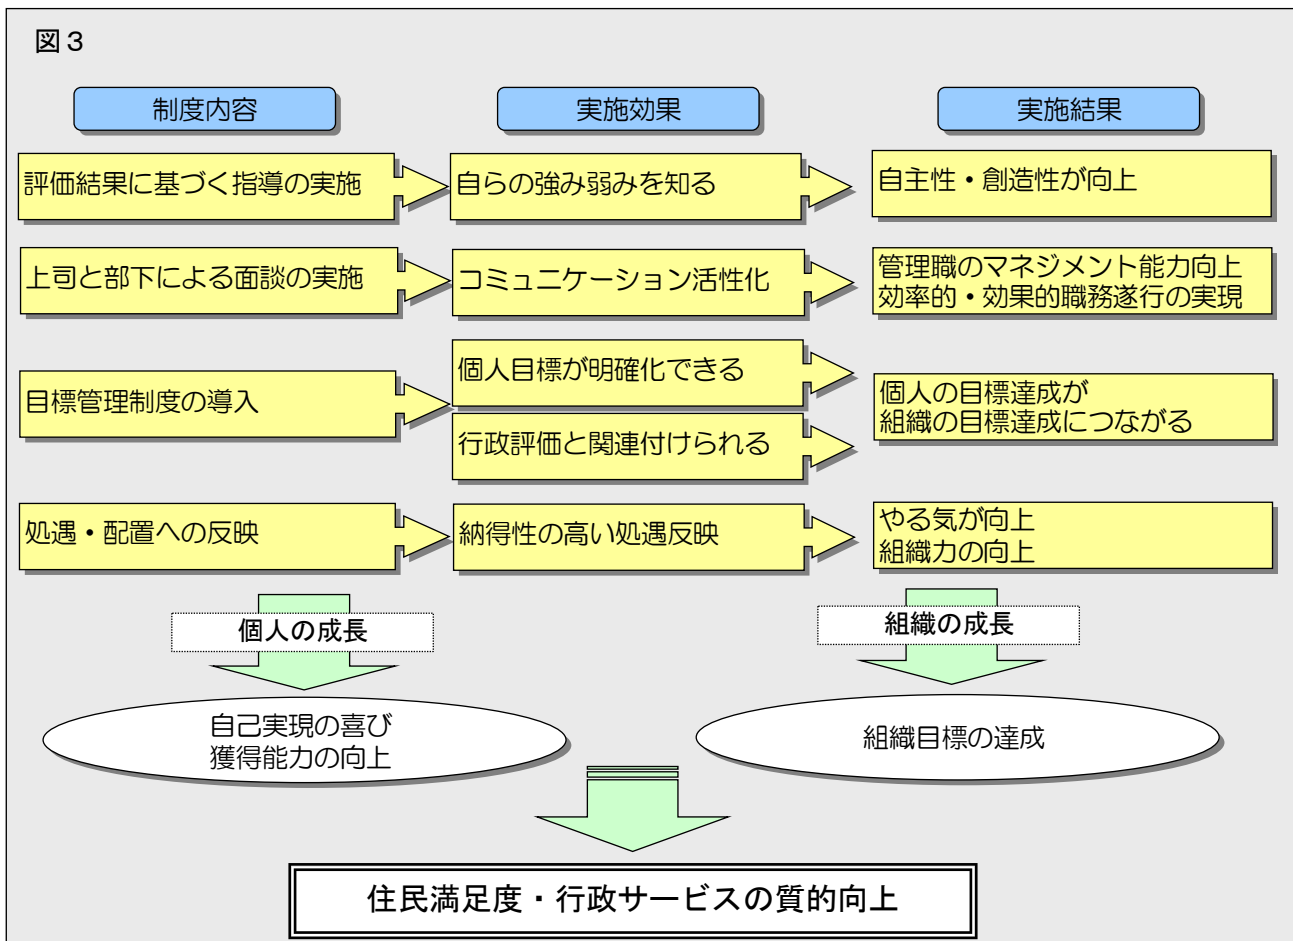 図3
制度内容
実施効果
実施結果
評価結果に基づく指導の実施
自らの強み弱みを知る
自主性・創造性が向上
上司と部下による面談の実施
コミュニケーション活性化
管理職のマネジメント能力向上
効率的・効果的職務遂行の実現
目標管理制度の導入
個人目標が明確化できる
行政評価と関連付けられる
個人の目標達成が
組織の目標達成につながる
処遇・配置への反映
納得性の高い処遇反映
やる気が向上
組織力の向上
個人の成長
組織の成長
自己実現の喜び
獲得能力の向上
組織目標の達成
住民満足度・行政サービスの質的向上